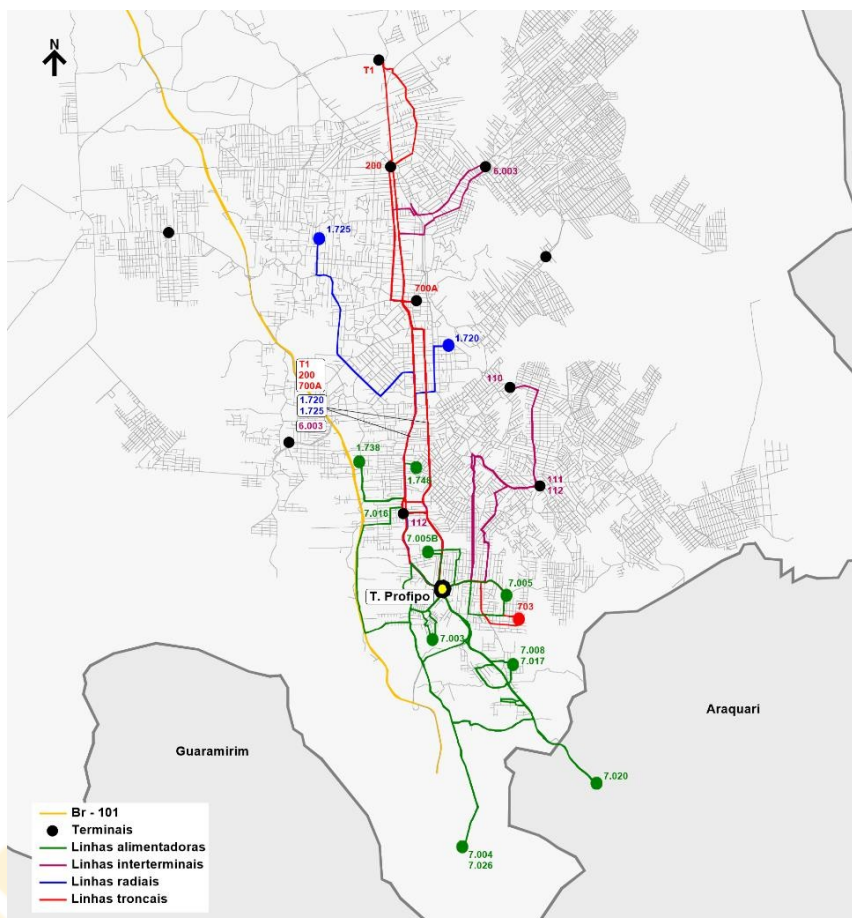 N
T1
200
6.003
1.725
700A
1.720
T1
200
700A
1.720
1.725
6.003
110
1.738
1.748
111
112
7.016
112
7.005B
7.005
T. Profipo
703
7.003
7.008
7.017
Araquari
Guaramirim
7.020
7.004
7.026
Br - 101
Terminais
Linhas alimentadoras
Linhas interterminais
Linhas radiais
Linhas troncais